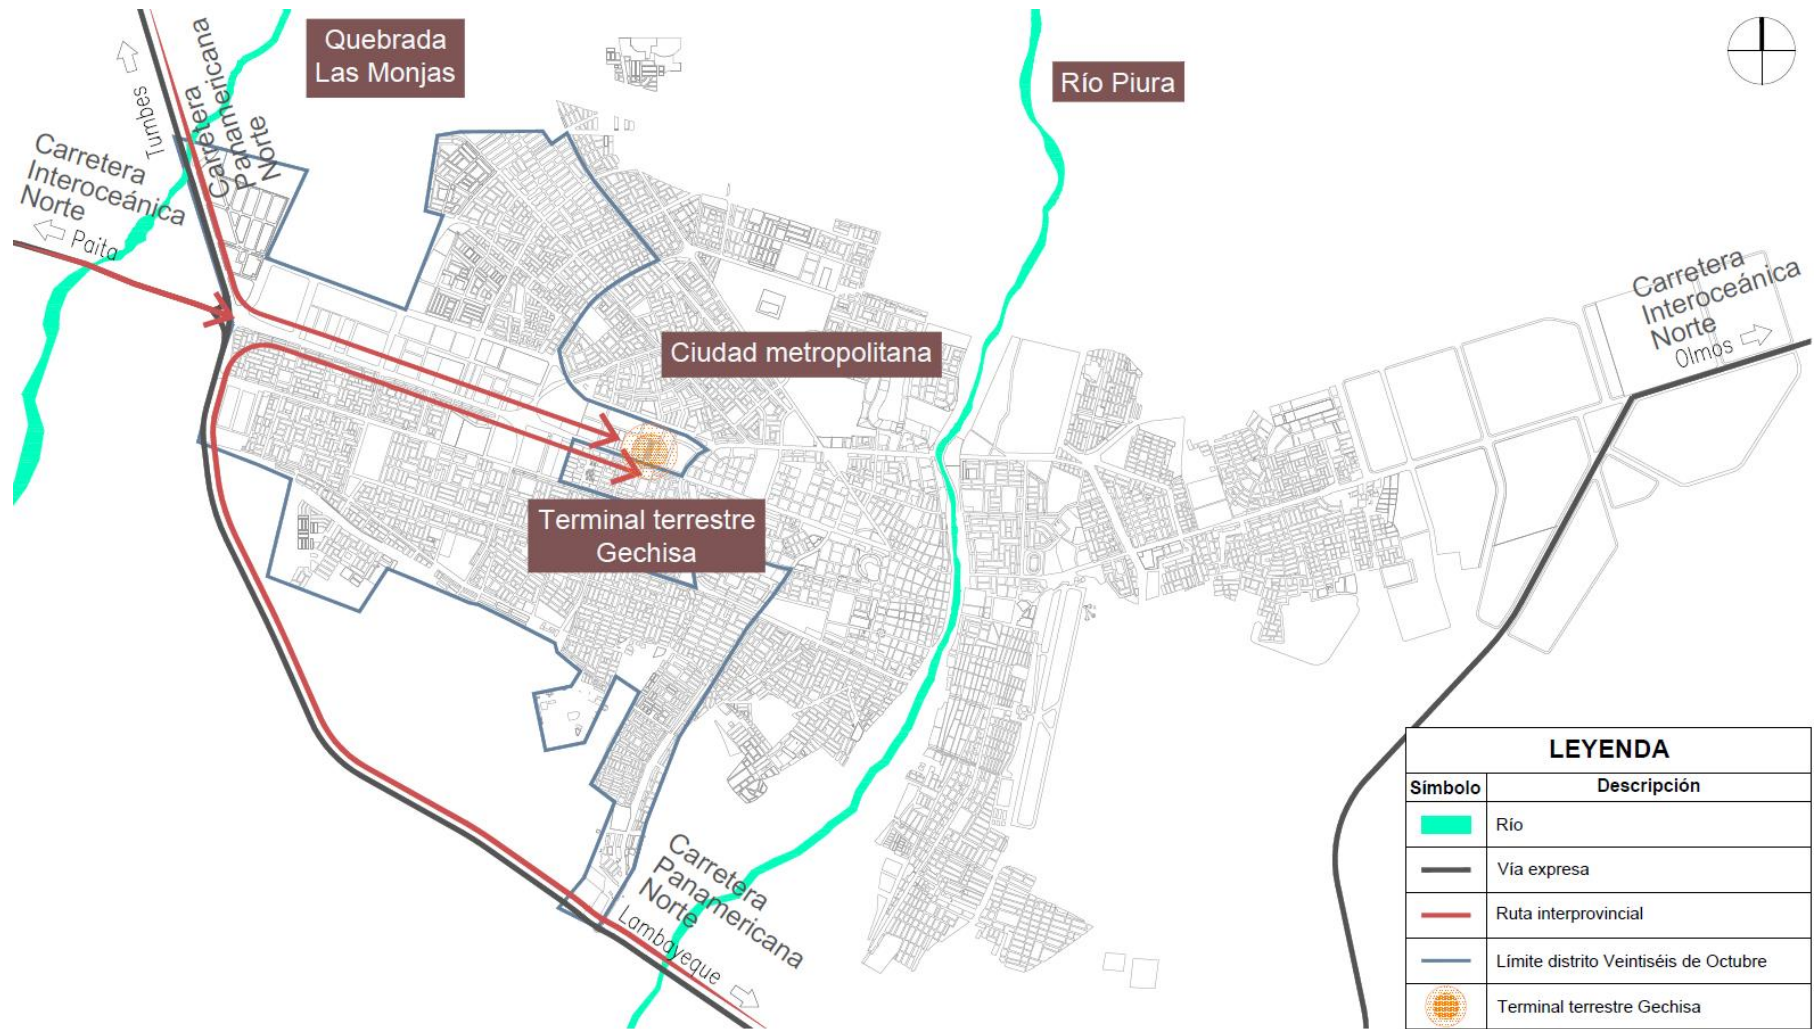 Quebrada
Las Monjas
Río Piura
Carretera
Panamericana
Norte
Tumbes
Carretera
Interoceánica
Norte
Paita
Carretera
Interoceánica
Norte
Olmos
Ciudad metropolitana
Terminal terrestre
Gechisa
Carretera
Panamericana
Norte
Lambayeque
LEYENDA
Símbolo Descripción
Río
Vía expresa
Ruta interprovincial
Límite distrito Veintiséis de Octubre
Terminal terrestre Gechisa